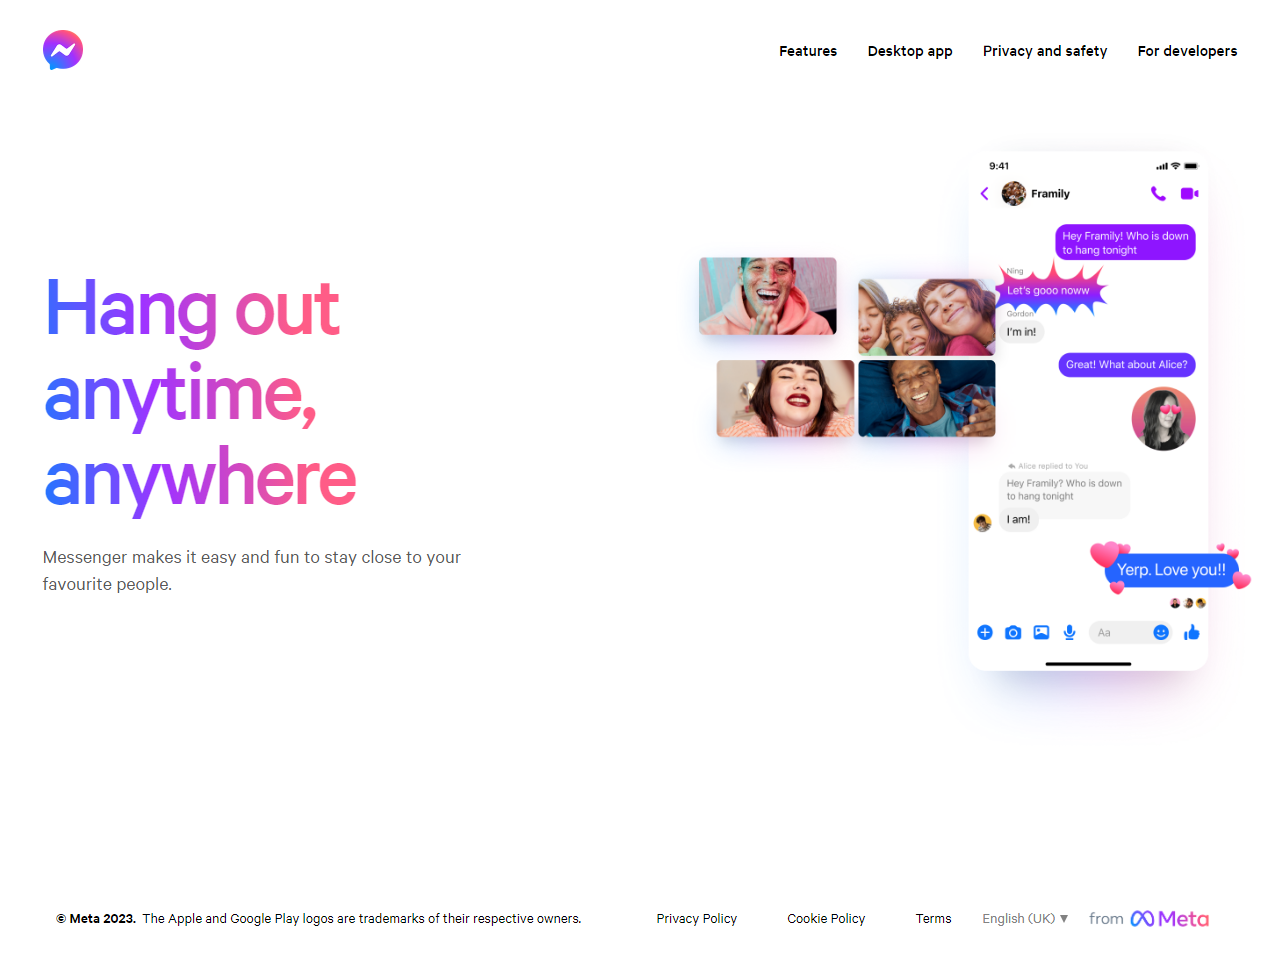 Features
Desktop app
Privacy and safety
For developers
Hang out
anytime,
anywhere
Messenger makes it easy and fun to stay close to your
favourite people.
9:41
Framily
Hey Framily! Who is down
to hang tonight
Ning
Let's gooo noww
Gordon
I'm in!
Great! What about Alice?
Alice replied to You
Hey Framily? Who is down
to hang tonight
I am!
Yerp. Love you!!
Aa
© Meta 2023. The Apple and Google Play logos are trademarks of their respective owners.
Privacy Policy
Cookie Policy
Terms
English (UK) ▼
from Meta